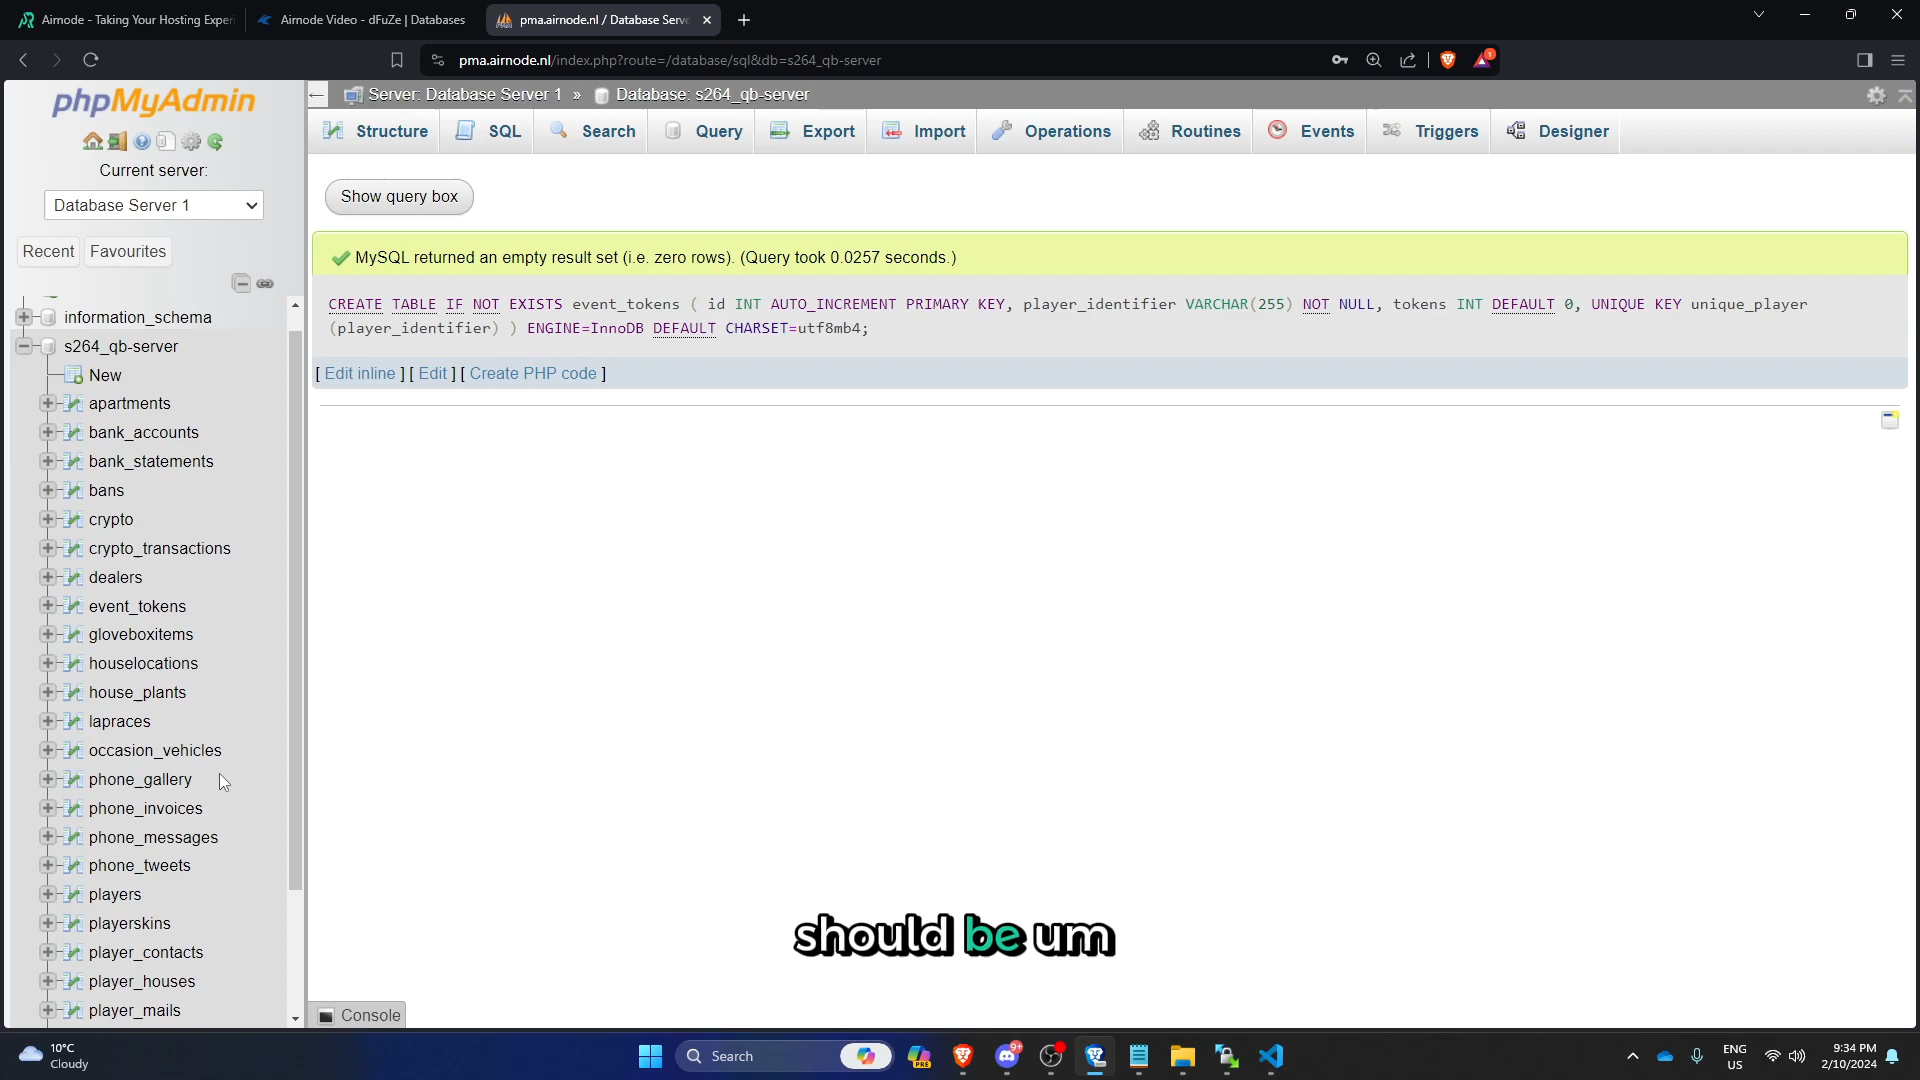 Airnode - Taking Your Hosting Experi
Airnode Video - dFuZe | Databases
pma.airnode.nl / Database Serve
pma.airnode.nl/index.php?route=/database/sql&db=s264_qb-server
1
phpMyAdmin
Current server:
Database Server 1
Recent
Favourites
information_schema
s264_qb-server
New
apartments
bank_accounts
bank_statements
bans
crypto
crypto_transactions
dealers
event_tokens
gloveboxitems
houselocations
house_plants
lapraces
occasion_vehicles
phone_gallery
phone_invoices
phone_messages
phone_tweets
players
playerskins
player_contacts
player_houses
player_mails
Server: Database Server 1 » Database: s264_qb-server
Structure SQL Search Query Export Import Operations Routines Events Triggers Designer
Show query box
MySQL returned an empty result set (i.e. zero rows). (Query took 0.0257 seconds.)
CREATE TABLE IF NOT EXISTS event_tokens ( id INT AUTO_INCREMENT PRIMARY KEY, player_identifier VARCHAR(255) NOT NULL, tokens INT DEFAULT 0, UNIQUE KEY unique_player
(player_identifier) ) ENGINE=InnoDB DEFAULT CHARSET=utf8mb4;
[ Edit inline ] [ Edit ] [ Create PHP code ]
should be um
Console
10°C
Cloudy
Search
PRE
9+
ENG
US
9:34 PM
2/10/2024